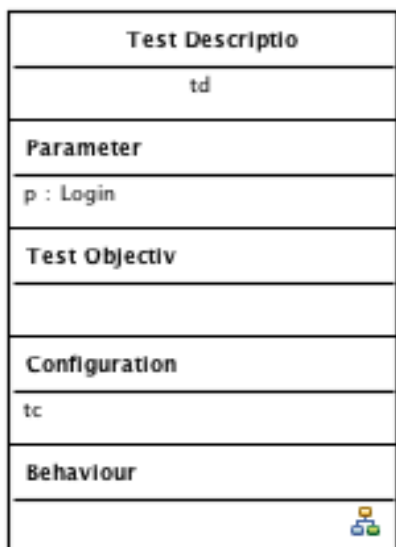 Test Descriptio
td
Parameter
p : Login
Test Objectiv
Configuration
tc
Behaviour